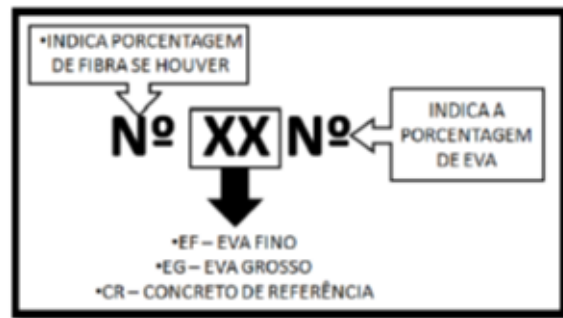 •INDICA PORCENTAGEM
DE FIBRA SE HOUVER
Nº XX Nº
INDICA A
PORCENTAGEM
DE EVA
•EF – EVA FINO
•EG – EVA GROSSO
•CR – CONCRETO DE REFERÊNCIA